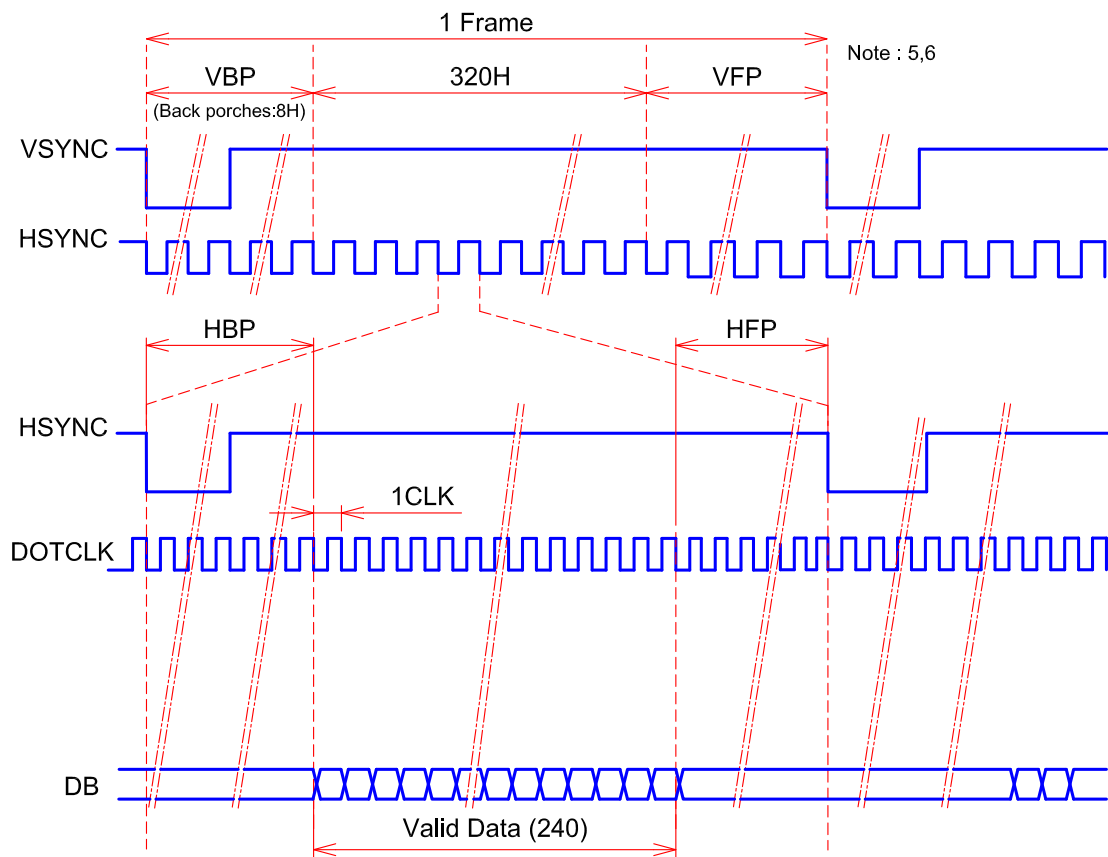 1 Frame
Note : 5,6
VBP
320H
VFP
(Back porches:8H)
VSYNC
HSYNC
HBP
HFP
HSYNC
1CLK
DOTCLK
DB
Valid Data (240)